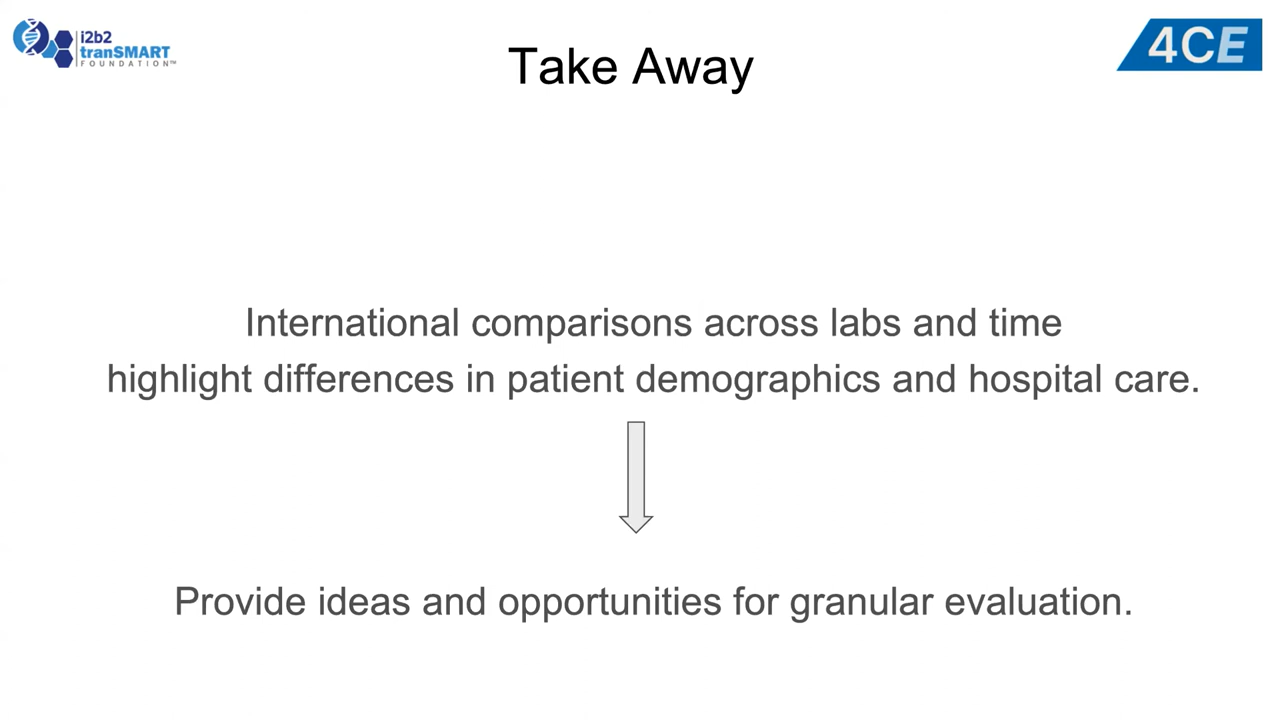 i2b2
tranSMART
FOUNDATION™
Take Away
4CE
International comparisons across labs and time
highlight differences in patient demographics and hospital care.
Provide ideas and opportunities for granular evaluation.